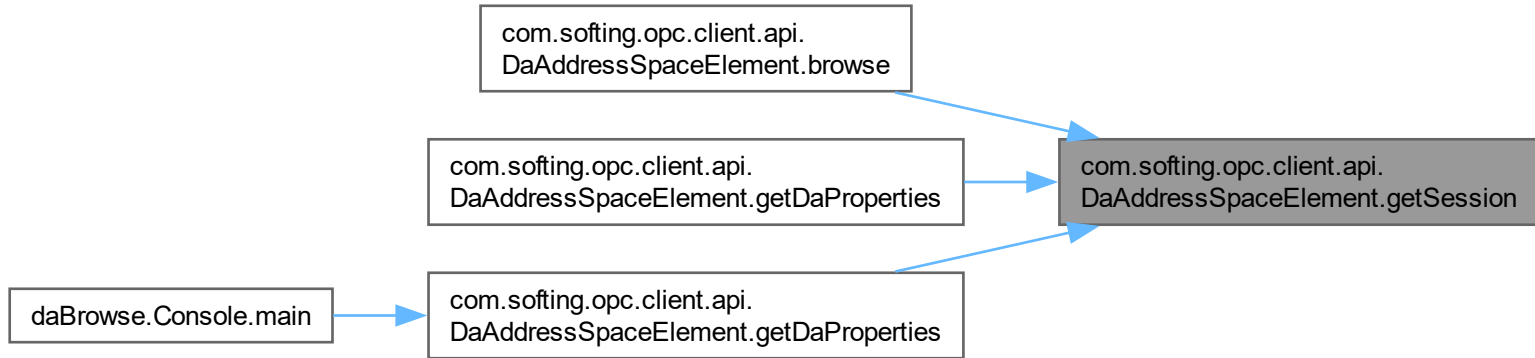 com.softing.opc.client.api.
DaAddressSpaceElement.browse
com.softing.opc.client.api.
DaAddressSpaceElement.getDaProperties
com.softing.opc.client.api.
DaAddressSpaceElement.getSession
daBrowse.Console.main
com.softing.opc.client.api.
DaAddressSpaceElement.getDaProperties